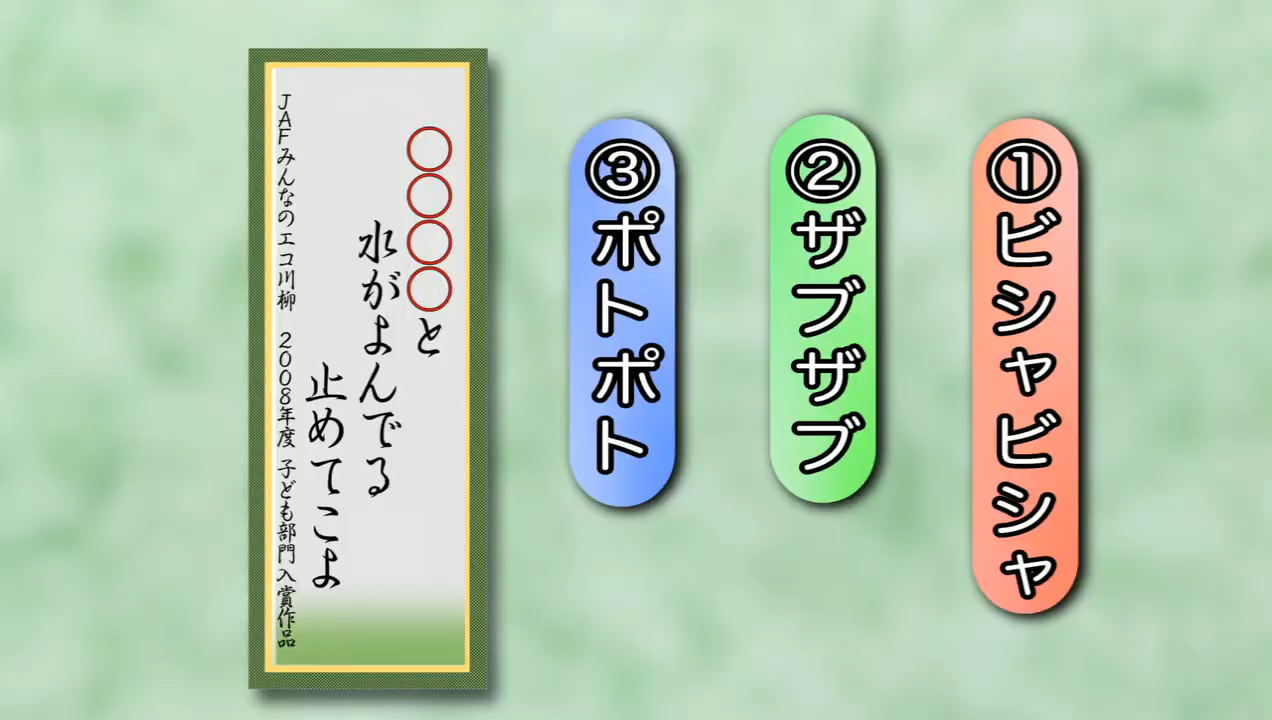 ①ビシャビシャ
②ザブザブ
③ポトポト
○○○○と
水がよんでる
止めてこよ
JAFみんなのエコ川柳　2008年度 子ども部門入賞作品